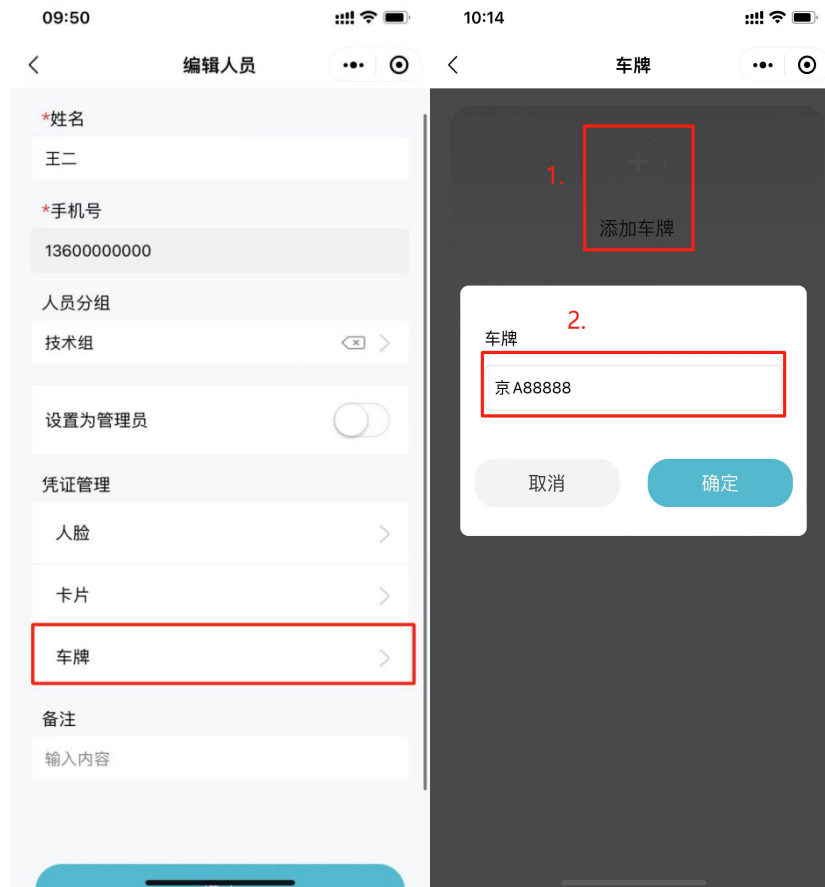 09:50
编辑人员
*姓名
王二
*手机号
13600000000
人员分组
技术组
设置为管理员
凭证管理
人脸
卡片
车牌
备注
输入内容
10:14
车牌
1.
添加车牌
2.
车牌
京A88888
取消
确定